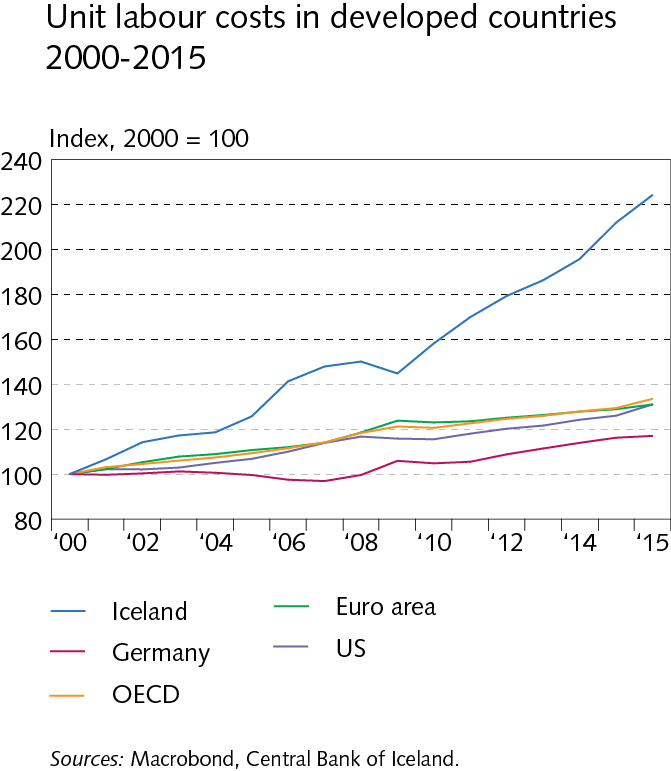 Unit labour costs in developed countries
2000-2015
Index, 2000 = 100
240
220
200
180
160
140
120
100
80
‘00 ‘02 ‘04 ‘06 ‘08 ‘10 ‘12 ‘14 ‘15
Iceland
Euro area
Germany
US
OECD
Sources: Macrobond, Central Bank of Iceland.